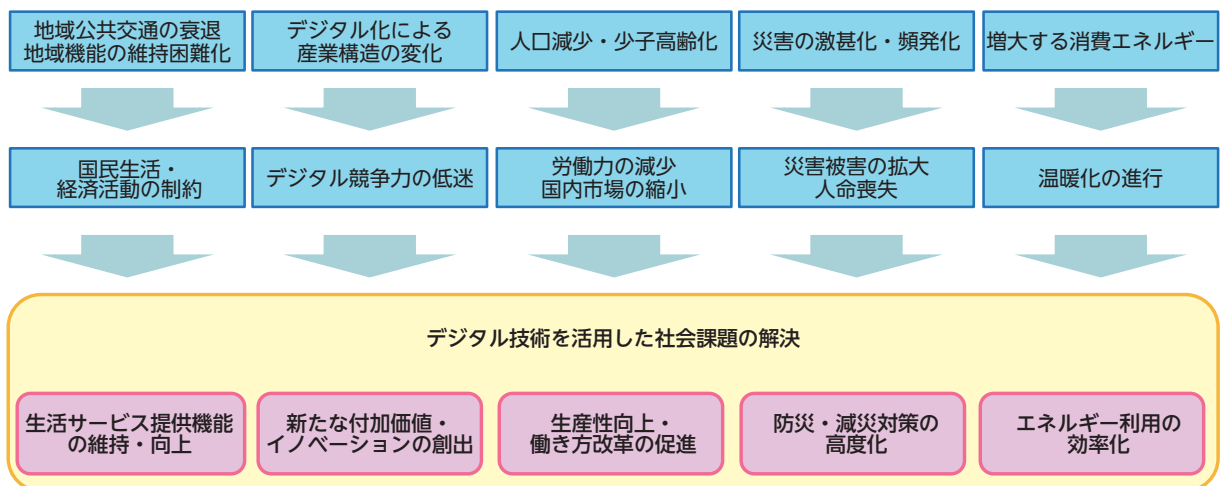 地域公共交通の衰退
地域機能の維持困難化
デジタル化による
産業構造の変化
人口減少・少子高齢化
災害の激甚化・頻発化
増大する消費エネルギー
国民生活・
経済活動の制約
デジタル競争力の低迷
労働力の減少
国内市場の縮小
災害被害の拡大
人命喪失
温暖化の進行
デジタル技術を活用した社会課題の解決
生活サービス提供機能
の維持・向上
新たな付加価値・
イノベーションの創出
生産性向上・
働き方改革の促進
防災・減災対策の
高度化
エネルギー利用の
効率化